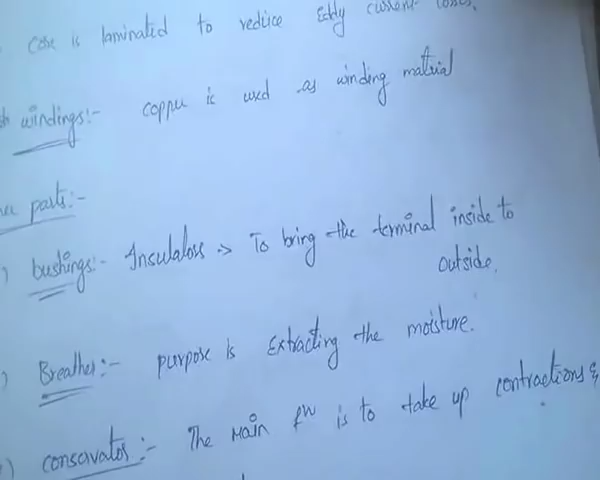 Core is laminated to reduce Eddy current losses.
windings:- copper is used as winding material
parts:-
) bushings:- Insulators → To bring the terminal inside to
outside.
) Breather:- purpose is Extracting the moisture.
) conservator:- The main fn is to take up contractions &